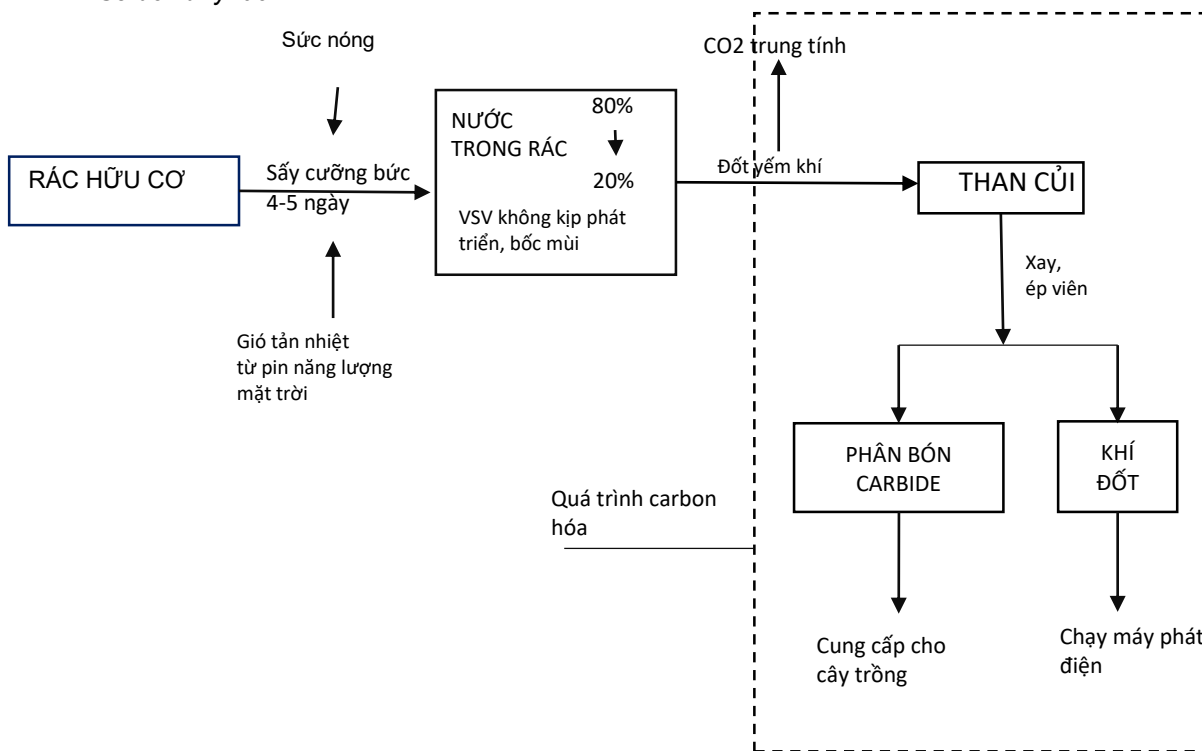 Sức nóng
CO2 trung tính
RÁC HỮU CƠ
Sấy cưỡng bức
4-5 ngày
NƯỚC
TRONG RÁC
80%
20%
VSV không kịp phát
triển, bốc mùi
Đốt yếm khí
THAN CỦI
Gió tản nhiệt
từ pin năng lượng
mặt trời
Xay,
ép viên
PHÂN BÓN
CARBIDE
KHÍ
ĐỐT
Quá trình carbon
hóa
Cung cấp cho
cây trồng
Chạy máy phát
điện